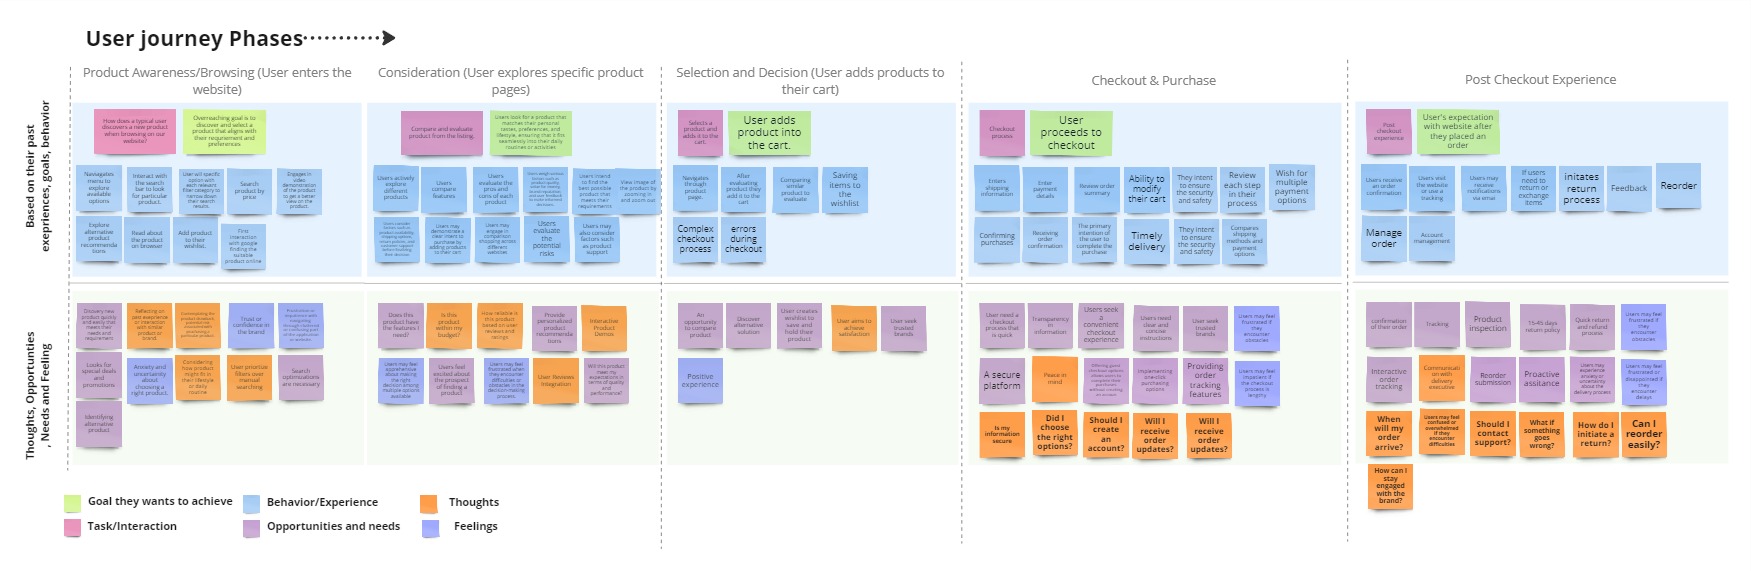 User journey Phases
Product Awareness/Browsing (User enters the
website)
Consideration (User explores specific product
pages)
Selection and Decision (User adds products to
their cart)
Checkout & Purchase
Post Checkout Experience
Based on their past
exepriences, goals, behavior
How does a typical user
discovers a new product
when browsing on our
website?
Overreaching goal is to
discover and select a
product that aligns with
their requirement and
preferences
Naviagates
menu to
explore
available
options
Interact with
the search
bar to look
for particular
product.
User will specific
option with
each relevant
filter category to
narrow down
their search
results.
Search
product by
price
Engages in
video
demonstration
of the product
to get a better
view on the
product.
Explore
alternative
product
recommenda
tions
Read about
the product
on browser
Add product
to their
wishlist.
First
interaction
with google
finding the
suitable
product online
Compare and evaluate
product from the listing.
Users look for a product that
matches their personal
tastes, preferences, and
lifestyle, ensuring that it fits
seamlessly into their daily
routines or activities
Users actively
explore
different
products
Users
compare
features
Users
evaluate the
pros and
cons of each
product
Users intend
to find the
best possible
product that
meets their
requirements
View image of
the product by
zooming in
and zoom out
Users may
demonstrate a
clear intent to
purchase by
adding products
to their cart
Users may
engage in
comparison
shopping across
different
websites
Users
evaluate
the
potential
risks
Users may
also consider
factors such
as product
support
Selects a
product and
adds it to the
cart.
User adds
product into
the cart.
Navigates
through
product
page.
After
evaluating
product they
add it to the
cart
Comparing
similar
product to
evaluate
Saving
items to
the
wishlist
Complex
checkout
process
errors
during
checkout
Checkout
process
User
proceeds to
checkout
Enters
shipping
information
Enter
payment
details
Review order
summary
Ability to
modify
their cart
They intent
to ensure
the security
and safety
Review
each step
in their
process
Wish for
multiple
payment
options
Confirming
purchases
Receiving
order
confirmation
The primary
intention of
the user to
complete the
purchase
Timely
delivery
They intent
to ensure
the security
and safety
Compares
shipping
methods and
payment
options
Post
checkout
experience
User's expectation
with website after
they placed an
order
Users receive
an order
confirmation
Users visit
the website
or use a
tracking
Users may
receive
notifications
via email
If users
need to
return or
exchange
items
initates
return
process
Feedback
Reorder
Manage
order
Account
management
Thoughts, Opportunties
, Needs and Feeling
Discvery new
product quickly
and easily that
meets their
needs and
requirement
Reflecting on
past exeprience
or interaction
with similar
product or
brand.
Trust or
confidence in
the brand
Looks for
special deals
and
promotions
Anxiety and
uncertainty
about
choosing a
right product.
Considering
how product
might fit in
their lifestyle
or daily
routine
User priortise
filters over
manual
searching
Search
optimisations
are necessary
Identifying
alternative
product
Does this
product have
the features I
need?
Is this
product
within my
budget?
How reliable is
this product
based on user
reviews and
ratings
Provide
personalized
product
recommenda
tions
Interactive
Product
Demos
Users may feel
apprehensive
about making
the right
decision among
multiple options
available
Users feel
excited about
the prospect
of finding a
product
Users may feel
frustrated when
they encounter
difficulties or
obstacles in the
decision-making
process.
User Reviews
Integration
Will this product
meet my
expectations in
terms of quality
and
performance?
An
opportunity
to compare
product
Discover
alternative
solution
User creates
wishlist to
save and
hold their
product
User aims to
achieve
satisfaction
User seek
trusted
brands
Positive
experience
User need a
checkout
process that
is quick
Transparency
in
information
Users seek
a
convenient
checkout
experience
Users need
clear and
concise
instructions
User seek
trusted
brands
Users may feel
frustrated if
they
encounter
obstacles
A secure
platform
Peace in
mind
Implementing
one-click
purchasing
options
Providing
order
tracking
features
Users may feel
impatient if
the checkout
process is
lengthy
Is my
information
secure
Did I
choose
the right
options?
Should I
create
an
account?
Will I
receive
order
updates?
Will I
receive
order
updates?
confirmation
of their order
Tracking
Product
inspection
15-45 days
return policy
Quick return
and refund
process
Users may feel
frustrated if
they
encounter
obstacles
Interactive
order
tracking
Communicati
on with
delivery
executive
Reorder
submission
Proactive
assitance
Users may
experience
anxiety or
uncertainty
about the
delivery process
Users may feel
frustrated or
disappointed if
they
encounter
delays
When
will my
order
arrive?
Users may feel
confused or
overwhelmed
if they
encounter
difficulties
Should I
contact
support?
What if
something
goes
wrong?
How do I
initiate a
return?
Can I
reorder
easily?
How can I
stay
engaged
with the
brand?
Goal they wants to achieve
Behavior/Experience
Thoughts
Task/Interaction
Opportunities and needs
Feelings